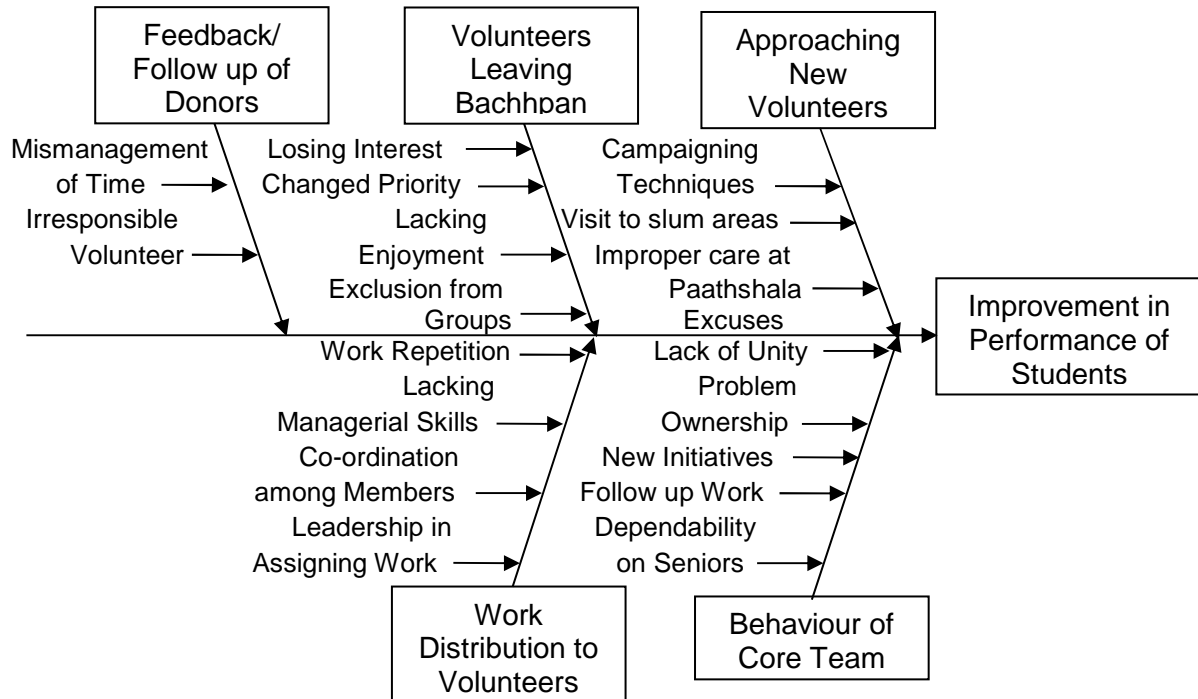 Feedback/
Follow up of
Donors
Volunteers
Leaving
Bachhpan
Approaching
New
Volunteers
Mismanagement
of Time
Irresponsible
Volunteer
Losing Interest
Changed Priority
Lacking
Enjoyment
Exclusion from
Groups
Campaigning
Techniques
Visit to slum areas
Improper care at
Paathshala
Excuses
Improvement in
Performance of
Students
Work Repetition
Lacking
Managerial Skills
Co-ordination
among Members
Leadership in
Assigning Work
Lack of Unity
Problem
Ownership
New Initiatives
Follow up Work
Dependability
on Seniors
Work
Distribution to
Volunteers
Behaviour of
Core Team